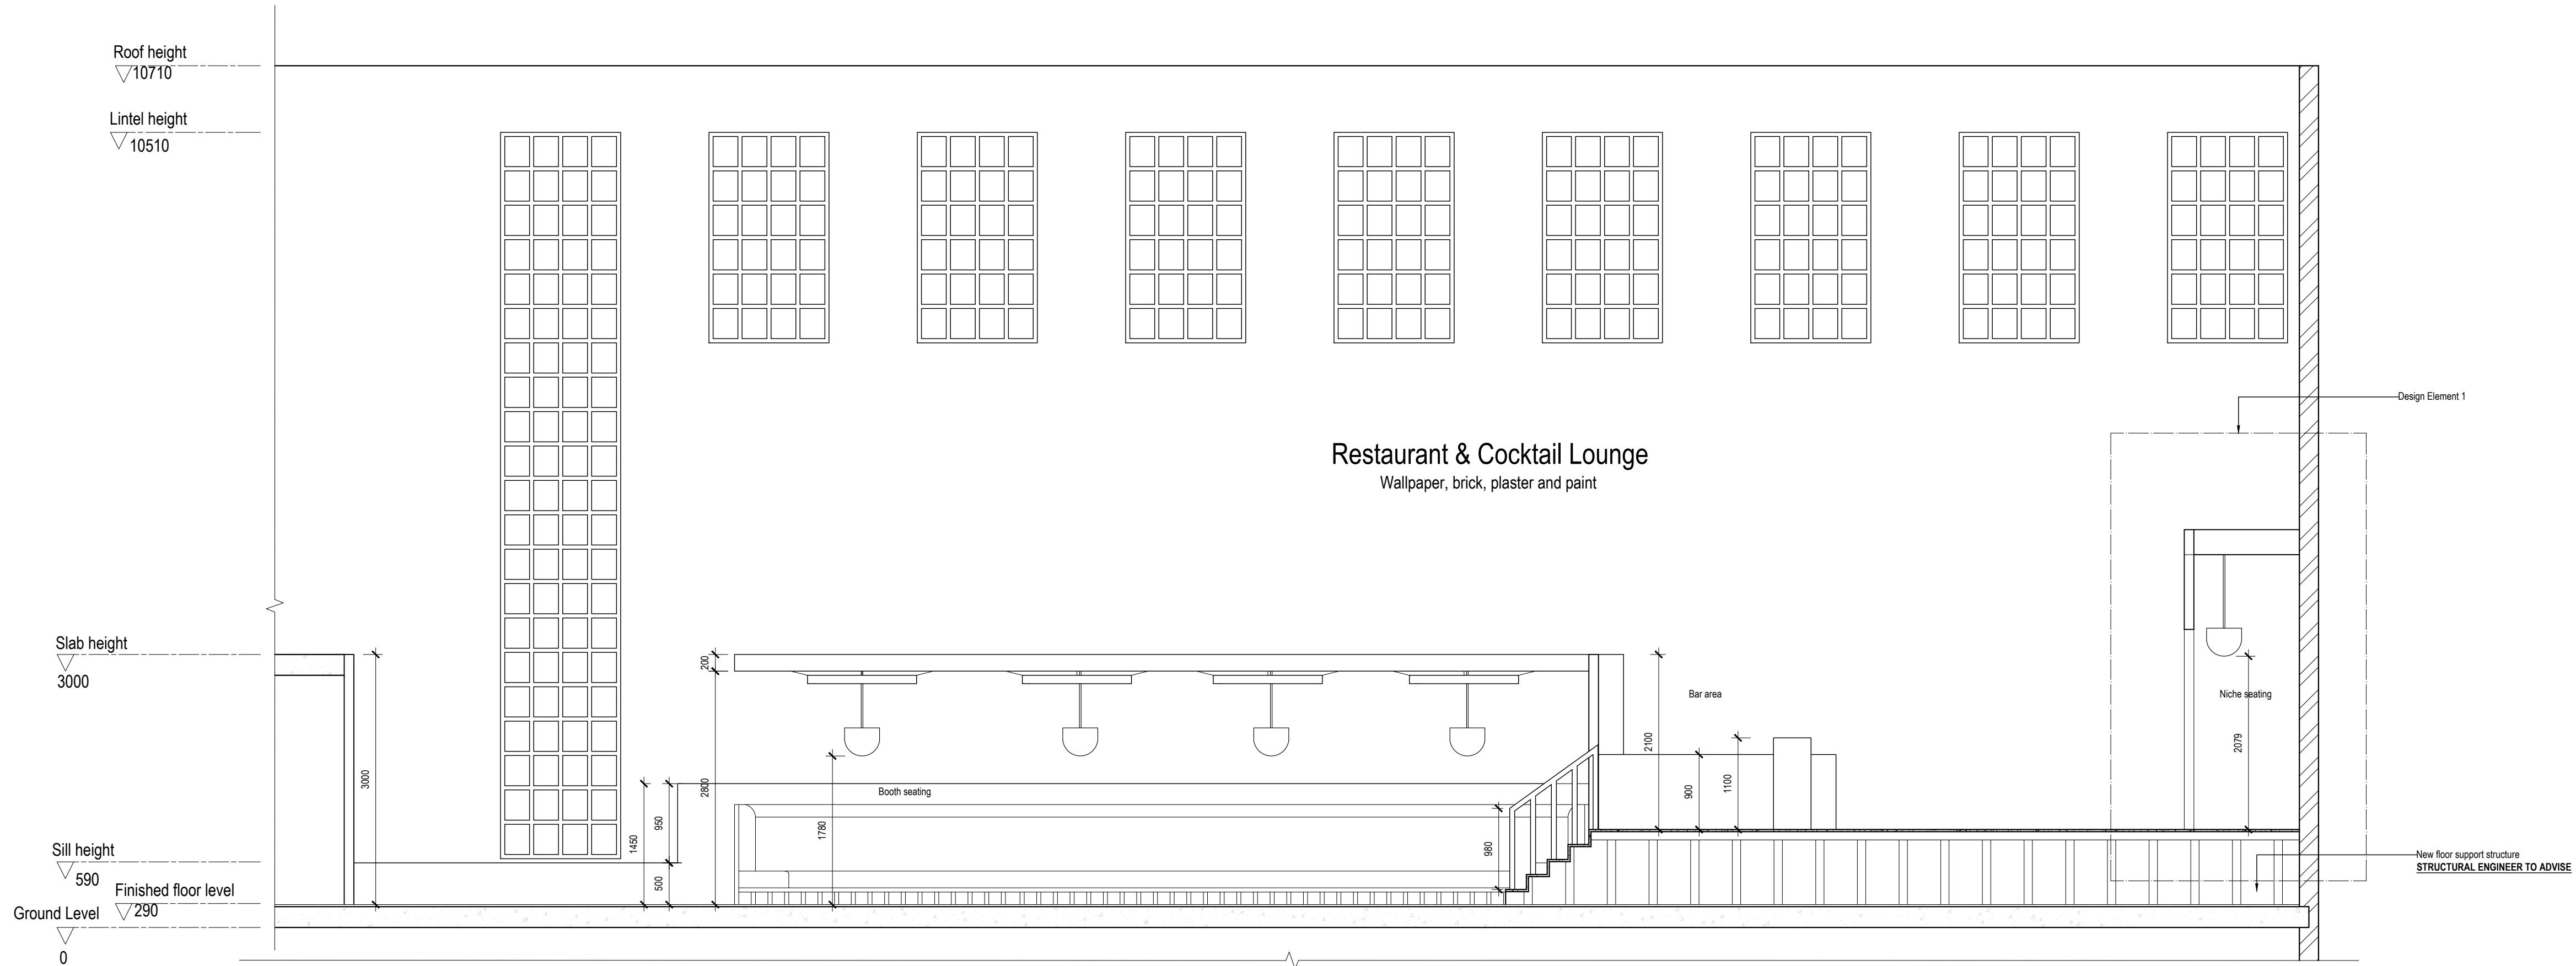 Roof height
10710
Lintel height
10510
Design Element 1
Restaurant & Cocktail Lounge
Wallpaper, brick, plaster and paint
Slab height
3000
200
Bar area
Niche seating
3000
2800
2100
2079
Booth seating
900
1100
1780
950
1450
980
Sill height
590
500
New floor support structure
STRUCTURAL ENGINEER TO ADVISE
Finished floor level
290
Ground Level
0